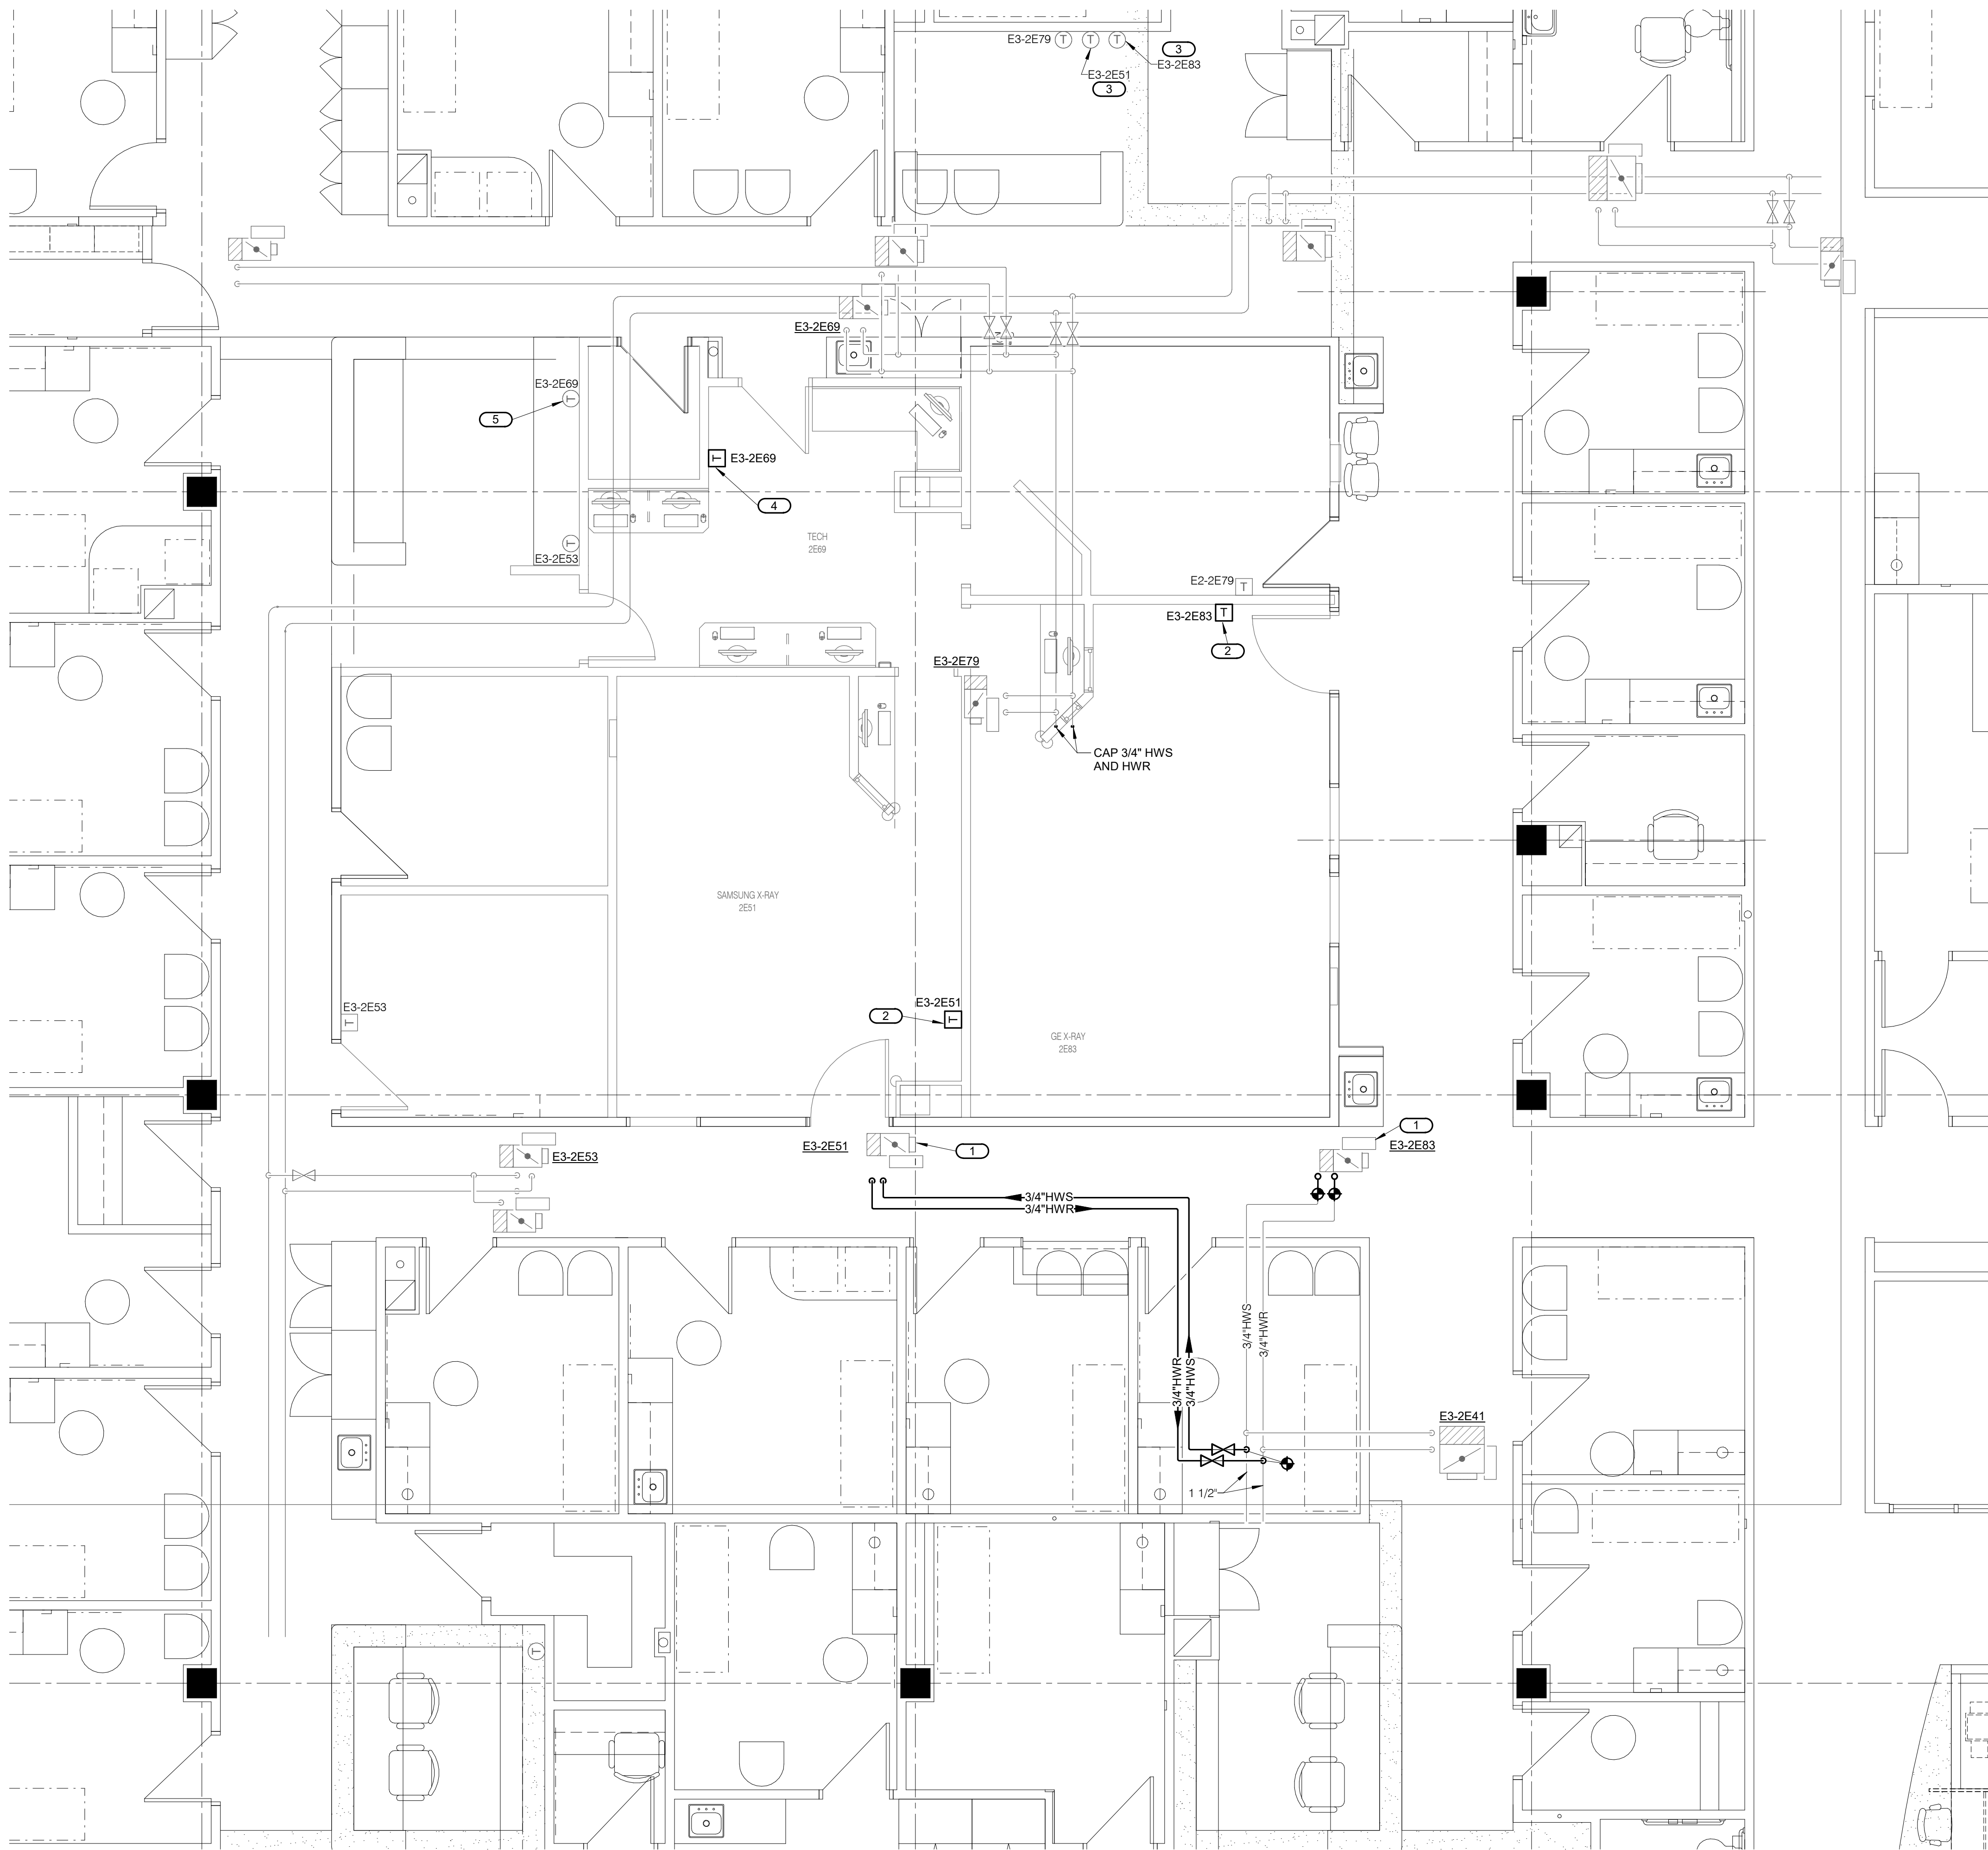 E3-2E79 T T T 3
E3-2E83
E3-2E51
3
E3-2E69
E3-2E69
T
5
T E3-2E69
4
TECH
2E69
T
E3-2E53
E2-2E79 T
E3-2E83 T
2
E3-2E79
CAP 3/4" HWS
AND HWR
SAMSUNG X-RAY
2E51
E3-2E53
T
E3-2E51
2 T
GE X-RAY
2E83
E3-2E53
E3-2E51
1
1
E3-2E83
3/4"HWS
3/4"HWR
3/4"HWR
3/4"HWS
3/4"HWS
3/4"HWR
E3-2E41
1 1/2"
T